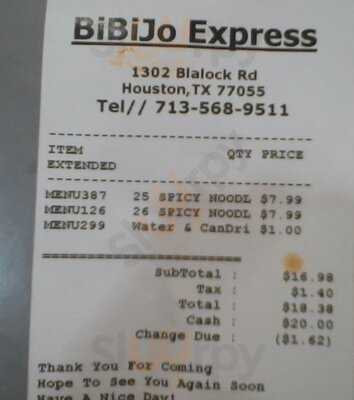 BiBiJo Express
1302 Blalock Rd
Houston,TX 77055
Tel// 713-568-9511
ITEM QTY PRICE
EXTENDED
MENU387 25 SPICY NOODL $7.99
MENU126 26 SPICY NOODL $7.99
MENU299 Water & CanDri $1.00
SubTotal : $16.98
Tax : $1.40
Total : $18.38
Cash : $20.00
Change Due : ($1.62)
Thank You For Coming
Hope To See You Again Soon
Have A Nice Day!